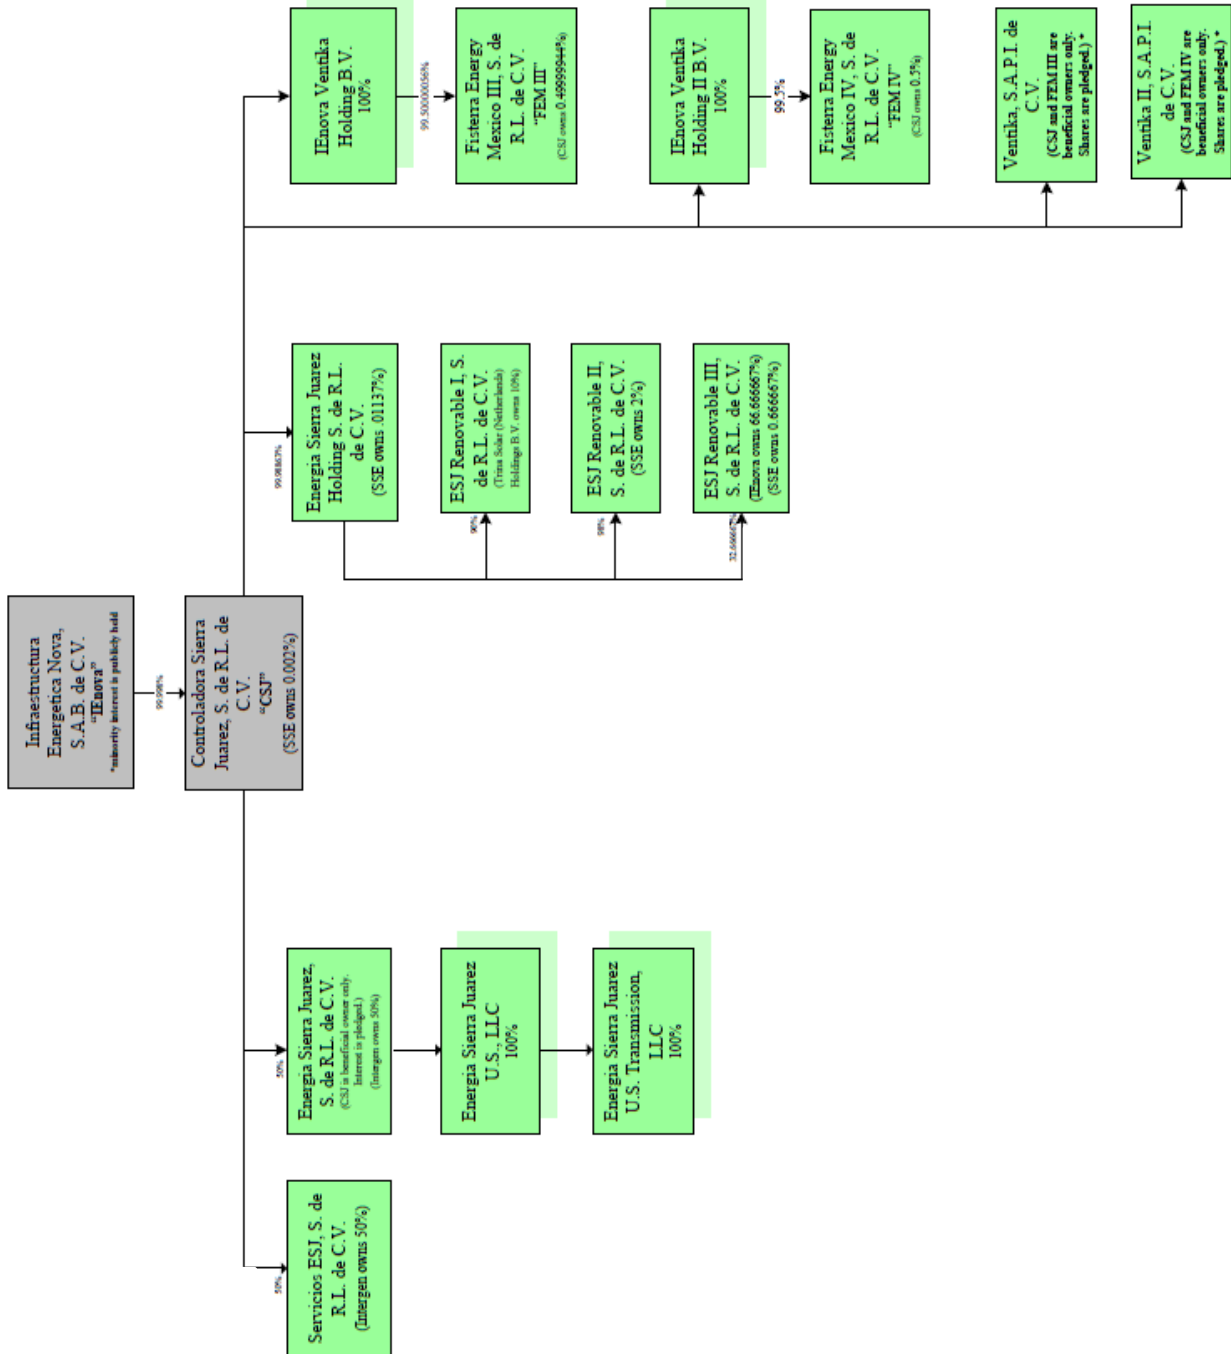 Infraestructura
Energetica Nova,
S.A.B. de C.V.
“IEnova”
*minority interest is publicly held
99.998%
Controladora Sierra
Juarez, S. de R.L. de
C.V.
“CSJ”
(SSE owns 0.002%)
50%
Servicios ESJ, S. de
R.L. de C.V.
(Intergen owns 50%)
50%
Energia Sierra Juarez,
S. de R.L. de C.V.
(CSJ is beneficial owner only.
Interest is pledged.)
(Intergen owns 50%)
Energia Sierra Juarez
U.S., LLC
100%
Energia Sierra Juarez
U.S. Transmission,
LLC
100%
99.98863%
Energia Sierra Juarez
Holding S. de R.L.
de C.V.
(SSE owns .01137%)
90%
ESJ Renovable I, S.
de R.L. de C.V.
(Trina Solar (Netherlands)
Holdings B.V. owns 10%)
98%
ESJ Renovable II,
S. de R.L. de C.V.
(SSE owns 2%)
32.666667%
ESJ Renovable III,
S. de R.L. de C.V.
(IEnova owns 66.666667%)
(SSE owns 0.6666667%)
IEnova Ventika
Holding B.V.
100%
99.500000056%
Fisterra Energy
Mexico III, S. de
R.L. de C.V.
“FEM III”
(CSJ owns 0.49999944%)
IEnova Ventika
Holding II B.V.
100%
99.5%
Fisterra Energy
Mexico IV, S. de
R.L. de C.V.
“FEM IV”
(CSJ owns 0.5%)
Ventika, S.A.P.I. de
C.V.
(CSJ and FEM III are
beneficial owners only.
Shares are pledged.) *
Ventika II, S.A.P.I.
de C.V.
(CSJ and FEM IV are
beneficial owners only.
Shares are pledged.) *